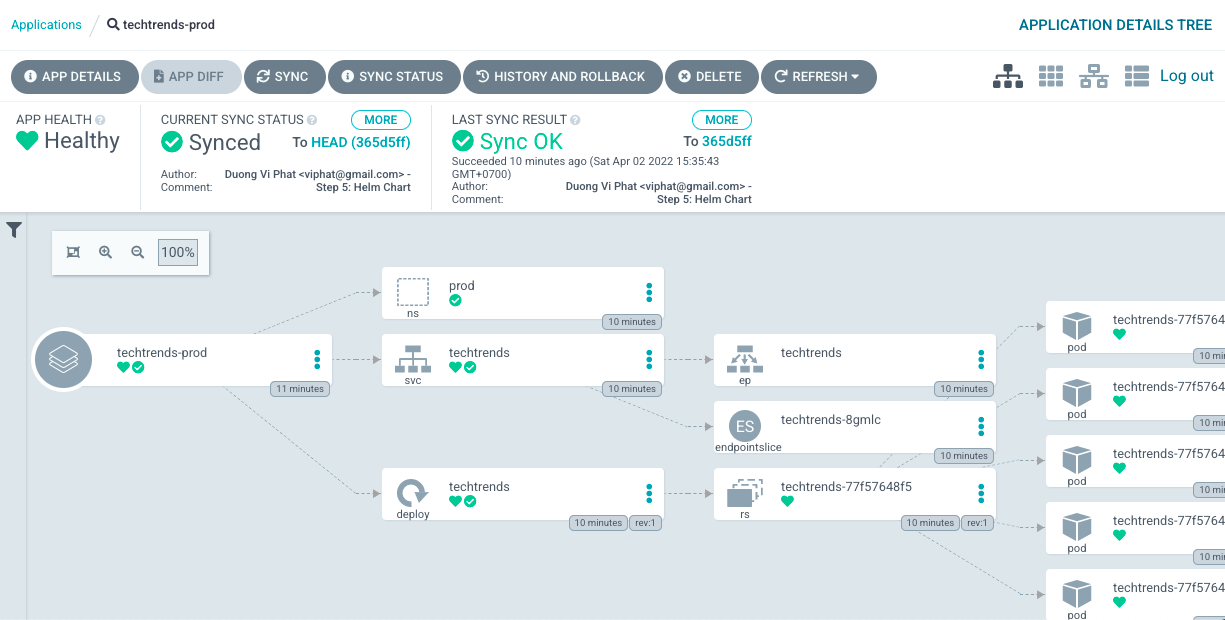 Applications / techtrends-prod
APPLICATION DETAILS TREE
APP DETAILS APP DIFF SYNC SYNC STATUS HISTORY AND ROLLBACK DELETE REFRESH Log out
APP HEALTH
Healthy
CURRENT SYNC STATUS MORE
Synced To HEAD (365d5ff)
Author: Duong Vi Phat <viphat@gmail.com> -
Comment: Step 5: Helm Chart
LAST SYNC RESULT MORE
Sync OK To 365d5ff
Succeeded 10 minutes ago (Sat Apr 02 2022 15:35:43
GMT+0700)
Author: Duong Vi Phat <viphat@gmail.com> -
Comment: Step 5: Helm Chart
100%
techtrends-prod
11 minutes
prod
ns
10 minutes
techtrends
svc
10 minutes
techtrends
deploy
10 minutes rev:1
techtrends
ep
10 minutes
ES techtrends-8gmlc
endpointslice
10 minutes
techtrends-77f57648f5
rs
10 minutes rev:1
techtrends-77f5764
pod
10 min
techtrends-77f5764
pod
10 min
techtrends-77f5764
pod
10 min
techtrends-77f5764
pod
10 min
techtrends-77f5764
pod